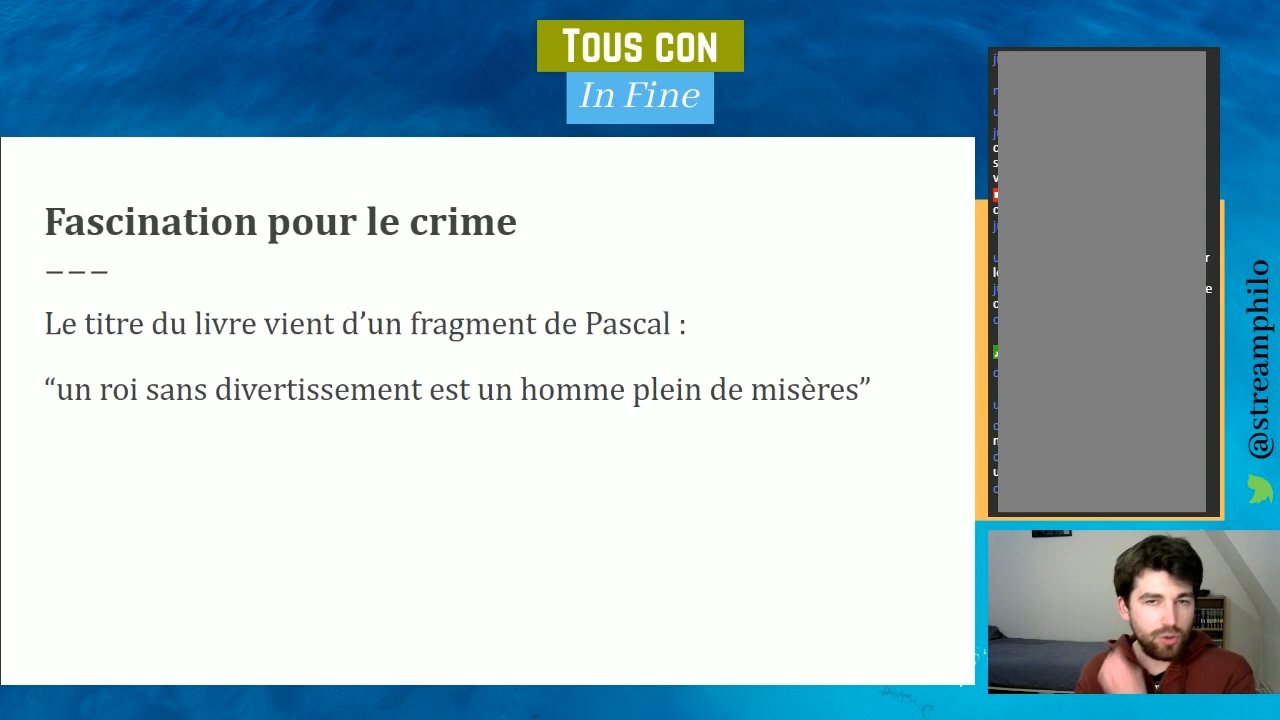 TOUS CON
In Fine
Fascination pour le crime
———
Le titre du livre vient d’un fragment de Pascal :
“un roi sans divertissement est un homme plein de misères”
@streamphilo